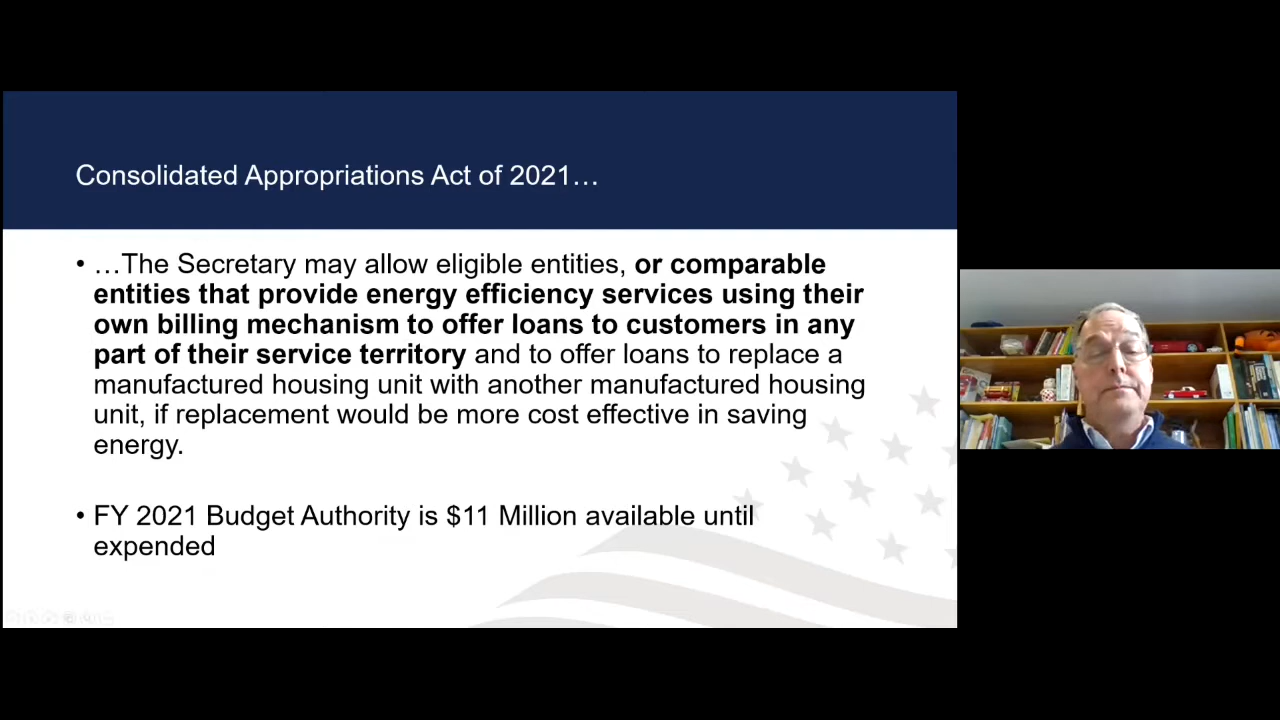 Consolidated Appropriations Act of 2021…
• …The Secretary may allow eligible entities, or comparable
entities that provide energy efficiency services using their
own billing mechanism to offer loans to customers in any
part of their service territory and to offer loans to replace a
manufactured housing unit with another manufactured housing
unit, if replacement would be more cost effective in saving
energy.
• FY 2021 Budget Authority is $11 Million available until
expended